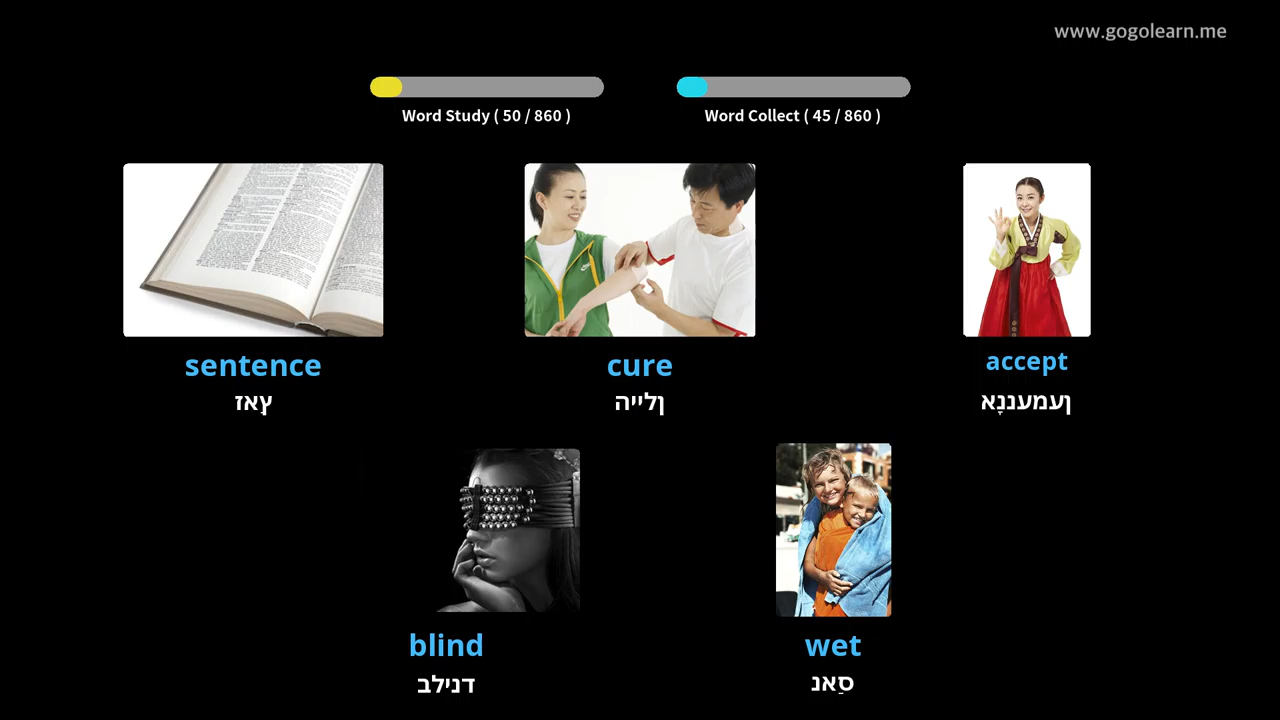 www.gogolearn.me
Word Study ( 50 / 860 )
Word Collect ( 45 / 860 )
sentence
זאַץ
cure
היילן
accept
אָננעמען
blind
בלינד
wet
נאַס